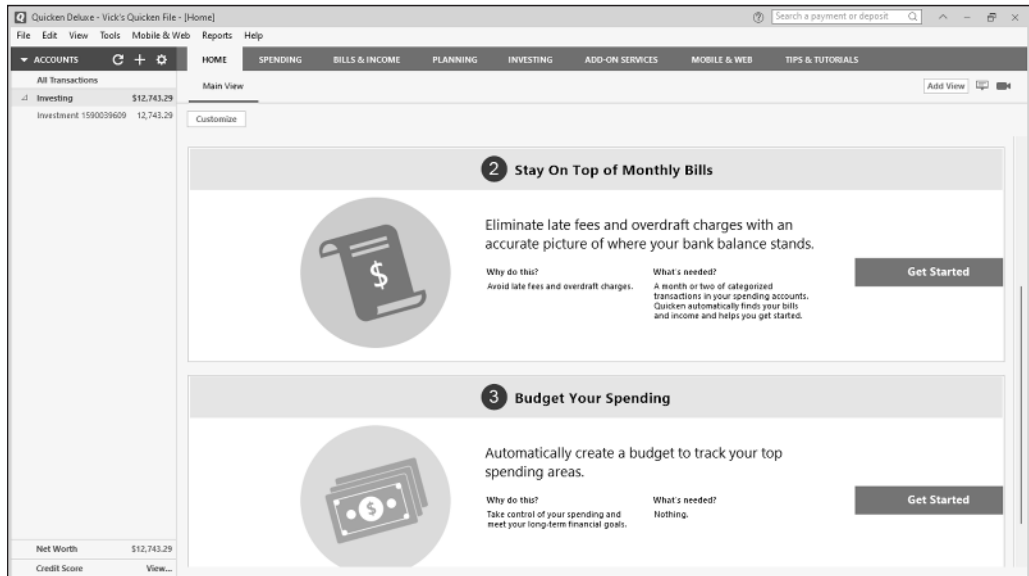 Quicken Deluxe - Vick's Quicken File - [Home]
Search a payment or deposit
File Edit View Tools Mobile & Web Reports Help
ACCOUNTS
HOME SPENDING BILLS & INCOME PLANNING INVESTING ADD-ON SERVICES MOBILE & WEB TIPS & TUTORIALS
All Transactions
Main View
Add View
Investing $12,743.29
Investment 1590039609 12,743.29
Customize
2 Stay On Top of Monthly Bills
$
Eliminate late fees and overdraft charges with an
accurate picture of where your bank balance stands.
Why do this?
Avoid late fees and overdraft charges.
What's needed?
A month or two of categorized
transactions in your spending accounts.
Quicken automatically finds your bills
and income and helps you get started.
Get Started
3 Budget Your Spending
$
Automatically create a budget to track your top
spending areas.
Why do this?
Take control of your spending and
meet your long-term financial goals.
What's needed?
Nothing.
Get Started
Net Worth $12,743.29
Credit Score View...